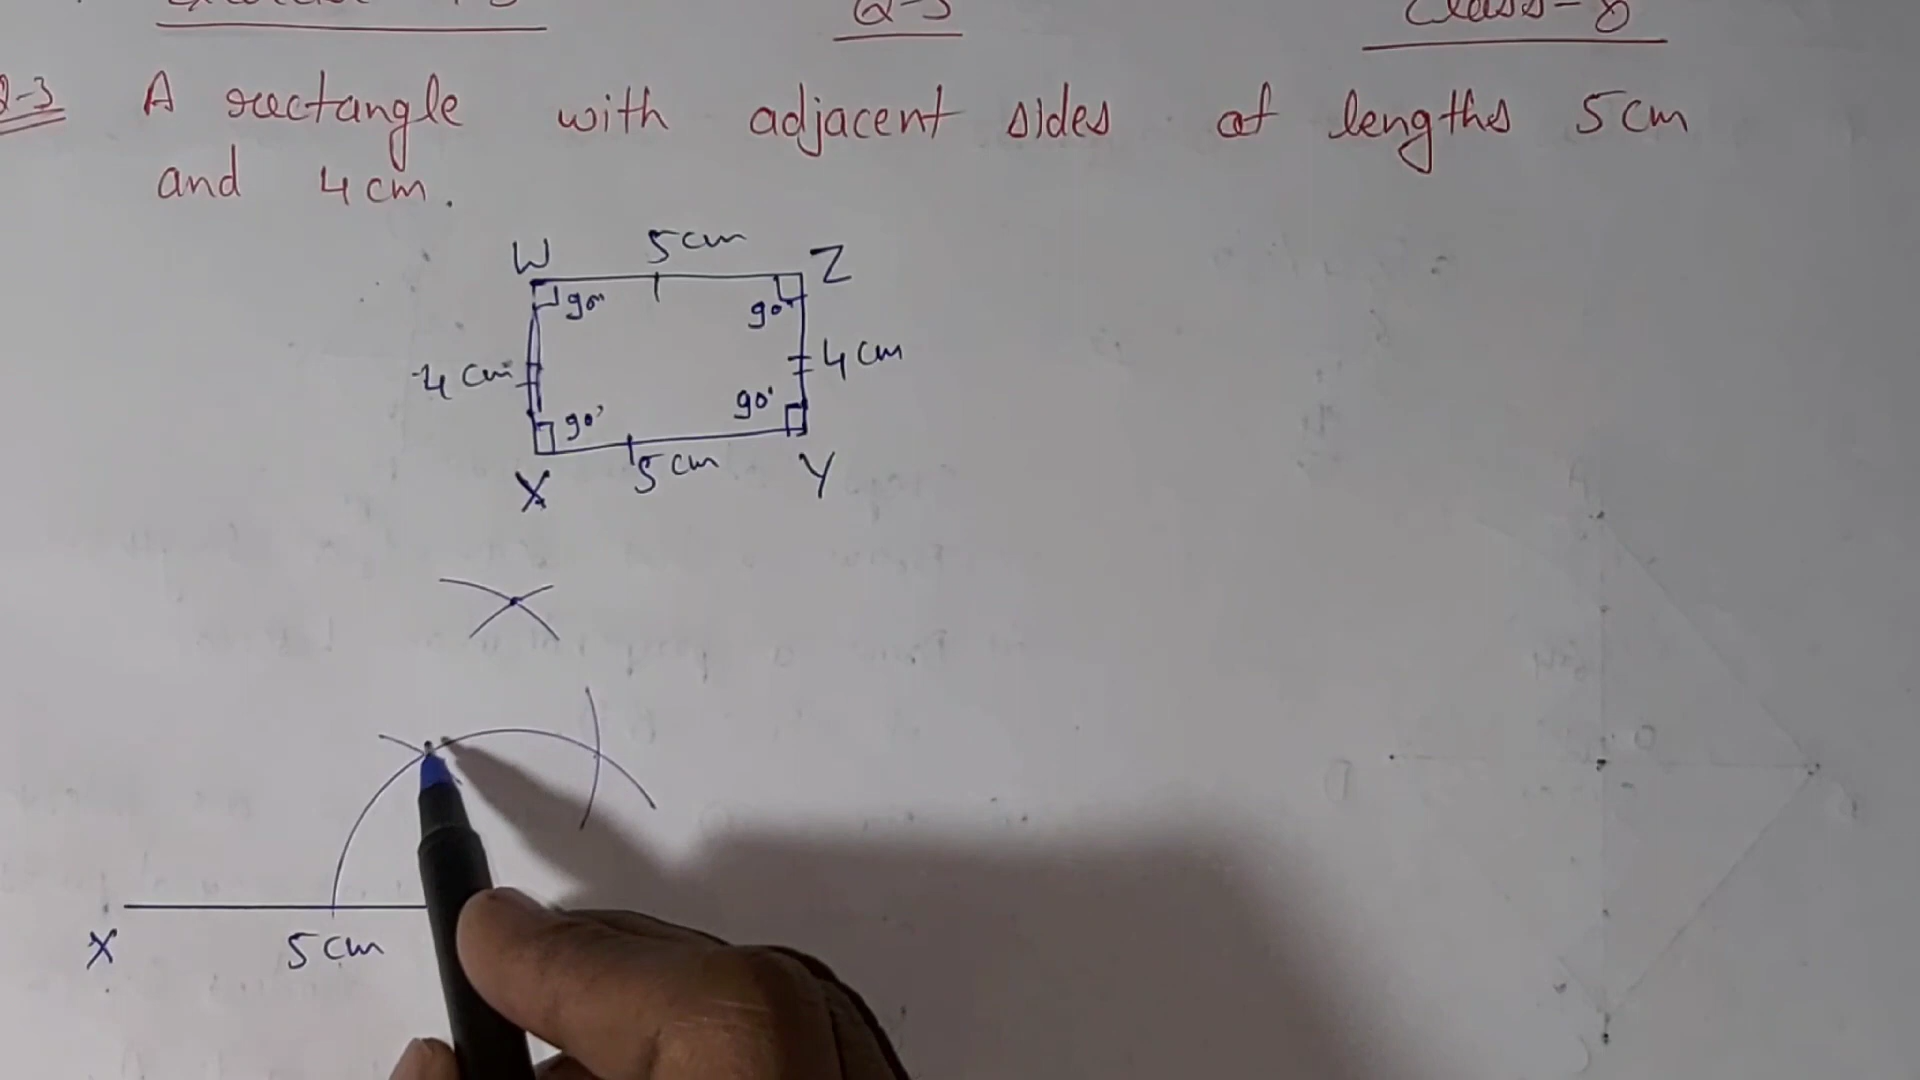 Q-3
Q-3 A rectangle with adjacent sides of lengths 5 cm
and 4 cm.
W 5 cm Z
90° 90°
4 cm 4 cm
90° 90°
X 5 cm Y
X 5 cm